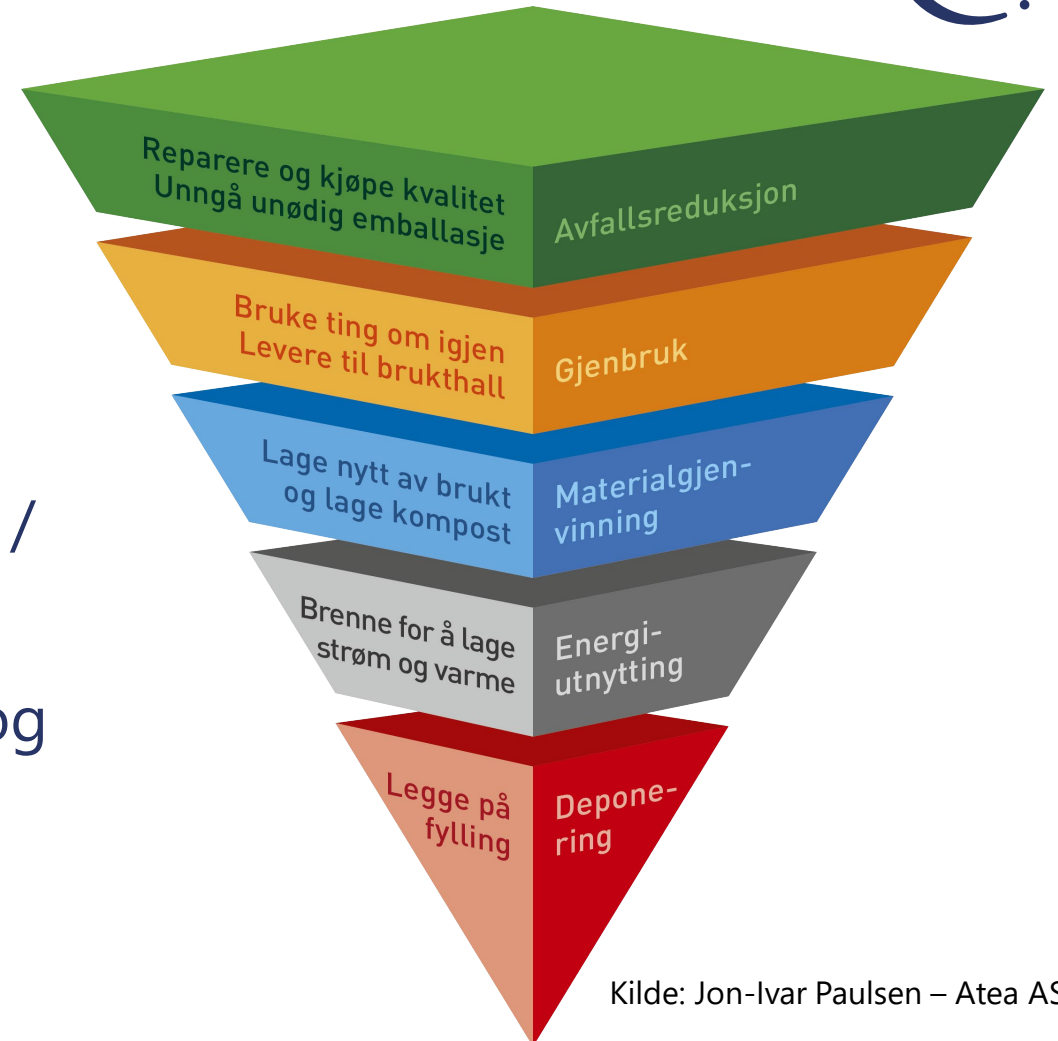 Reparere og kjøpe kvalitet
Unngå unødig emballasje
Avfallsreduksjon
Bruke ting om igjen
Levere til brukthall
Gjenbruk
Lage nytt av brukt
og lage kompost
Materialgjen-
vinning
/
Brenne for å lage
strøm og varme
Energi-
utnytting
og
Legge på
fylling
Depone-
ring
Kilde: Jon-Ivar Paulsen – Atea AS